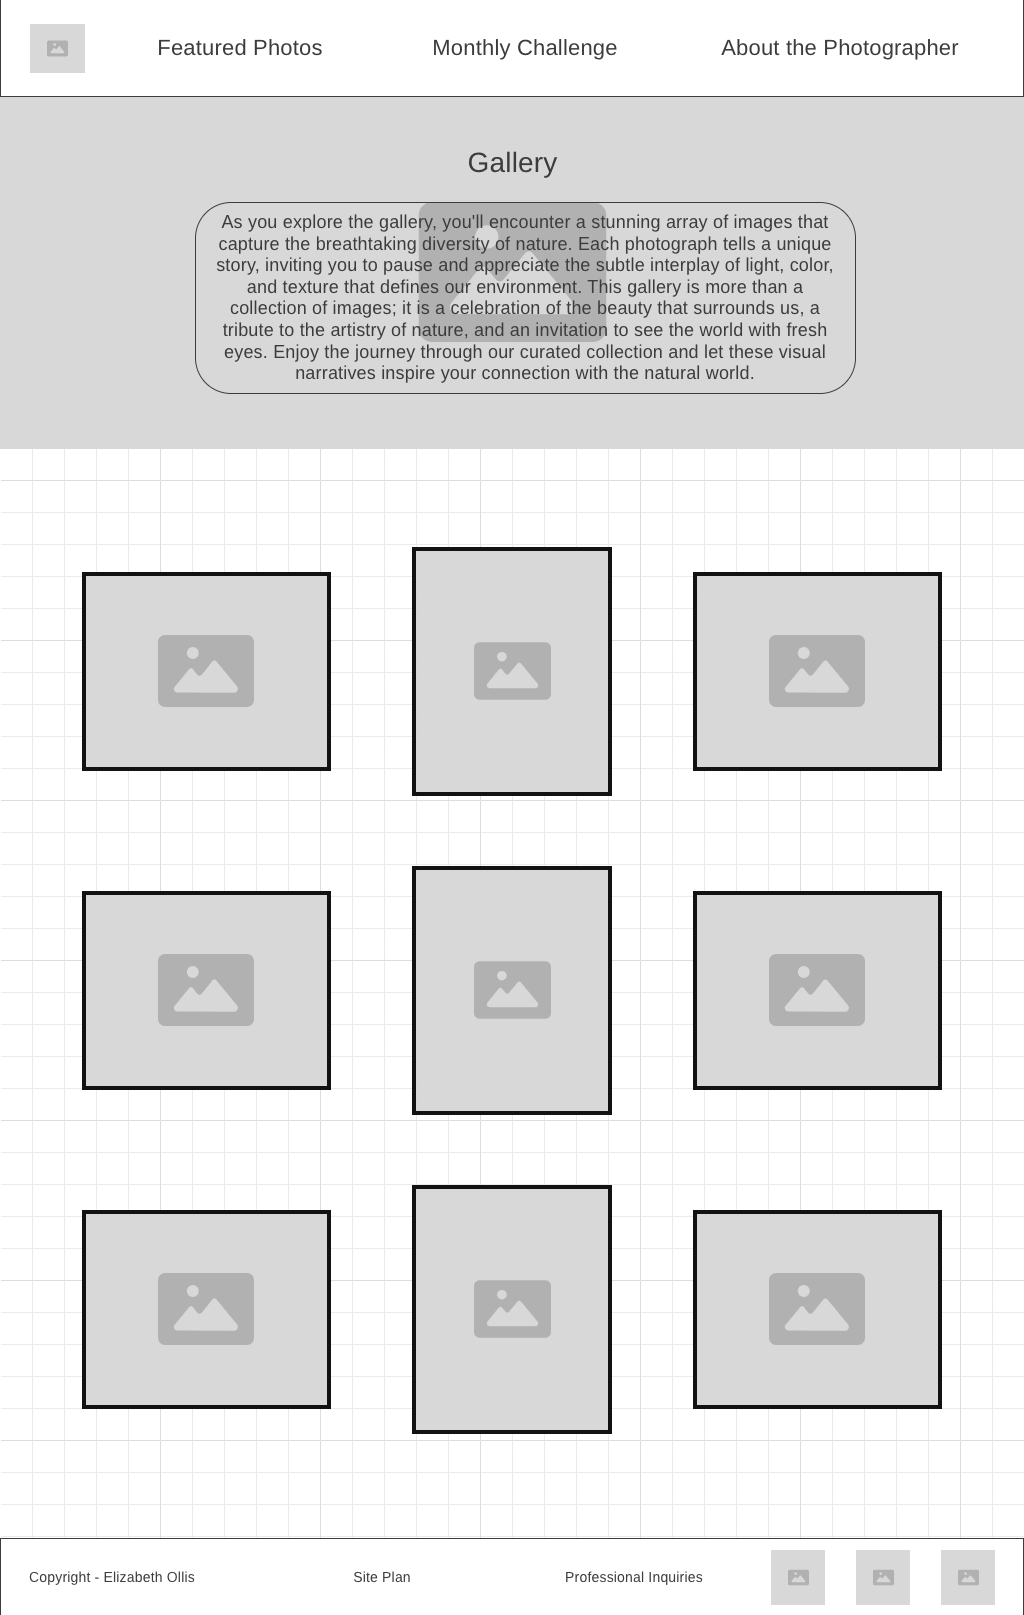 Featured Photos
Monthly Challenge
About the Photographer
Gallery
As you explore the gallery, you'll encounter a stunning array of images that
capture the breathtaking diversity of nature. Each photograph tells a unique
story, inviting you to pause and appreciate the subtle interplay of light, color,
and texture that defines our environment. This gallery is more than a
collection of images; it is a celebration of the beauty that surrounds us, a
tribute to the artistry of nature, and an invitation to see the world with fresh
eyes. Enjoy the journey through our curated collection and let these visual
narratives inspire your connection with the natural world.
Copyright - Elizabeth Ollis
Site Plan
Professional Inquiries